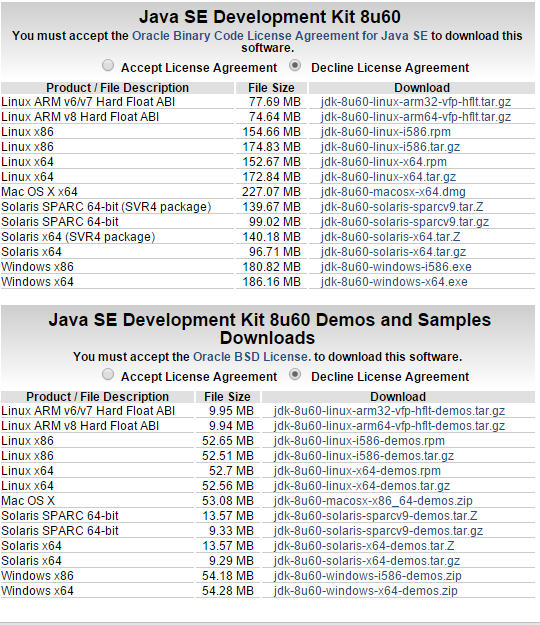 Java SE Development Kit 8u60
You must accept the Oracle Binary Code License Agreement for Java SE to download this
software.
Accept License Agreement Decline License Agreement
Product / File Description File Size Download
Linux ARM v6/v7 Hard Float ABI 77.69 MB jdk-8u60-linux-arm32-vfp-hflt.tar.gz
Linux ARM v8 Hard Float ABI 74.64 MB jdk-8u60-linux-arm64-vfp-hflt.tar.gz
Linux x86 154.66 MB jdk-8u60-linux-i586.rpm
Linux x86 174.83 MB jdk-8u60-linux-i586.tar.gz
Linux x64 152.67 MB jdk-8u60-linux-x64.rpm
Linux x64 172.84 MB jdk-8u60-linux-x64.tar.gz
Mac OS X x64 227.07 MB jdk-8u60-macosx-x64.dmg
Solaris SPARC 64-bit (SVR4 package) 139.67 MB jdk-8u60-solaris-sparcv9.tar.Z
Solaris SPARC 64-bit 99.02 MB jdk-8u60-solaris-sparcv9.tar.gz
Solaris x64 (SVR4 package) 140.18 MB jdk-8u60-solaris-x64.tar.Z
Solaris x64 96.71 MB jdk-8u60-solaris-x64.tar.gz
Windows x86 180.82 MB jdk-8u60-windows-i586.exe
Windows x64 186.16 MB jdk-8u60-windows-x64.exe
Java SE Development Kit 8u60 Demos and Samples
Downloads
You must accept the Oracle BSD License. to download this software.
Accept License Agreement Decline License Agreement
Product / File Description File Size Download
Linux ARM v6/v7 Hard Float ABI 9.95 MB jdk-8u60-linux-arm32-vfp-hflt-demos.tar.gz
Linux ARM v8 Hard Float ABI 9.94 MB jdk-8u60-linux-arm64-vfp-hflt-demos.tar.gz
Linux x86 52.65 MB jdk-8u60-linux-i586-demos.rpm
Linux x86 52.51 MB jdk-8u60-linux-i586-demos.tar.gz
Linux x64 52.7 MB jdk-8u60-linux-x64-demos.rpm
Linux x64 52.56 MB jdk-8u60-linux-x64-demos.tar.gz
Mac OS X 53.08 MB jdk-8u60-macosx-x86_64-demos.zip
Solaris SPARC 64-bit 13.57 MB jdk-8u60-solaris-sparcv9-demos.tar.Z
Solaris SPARC 64-bit 9.33 MB jdk-8u60-solaris-sparcv9-demos.tar.gz
Solaris x64 13.57 MB jdk-8u60-solaris-x64-demos.tar.Z
Solaris x64 9.29 MB jdk-8u60-solaris-x64-demos.tar.gz
Windows x86 54.18 MB jdk-8u60-windows-i586-demos.zip
Windows x64 54.28 MB jdk-8u60-windows-x64-demos.zip